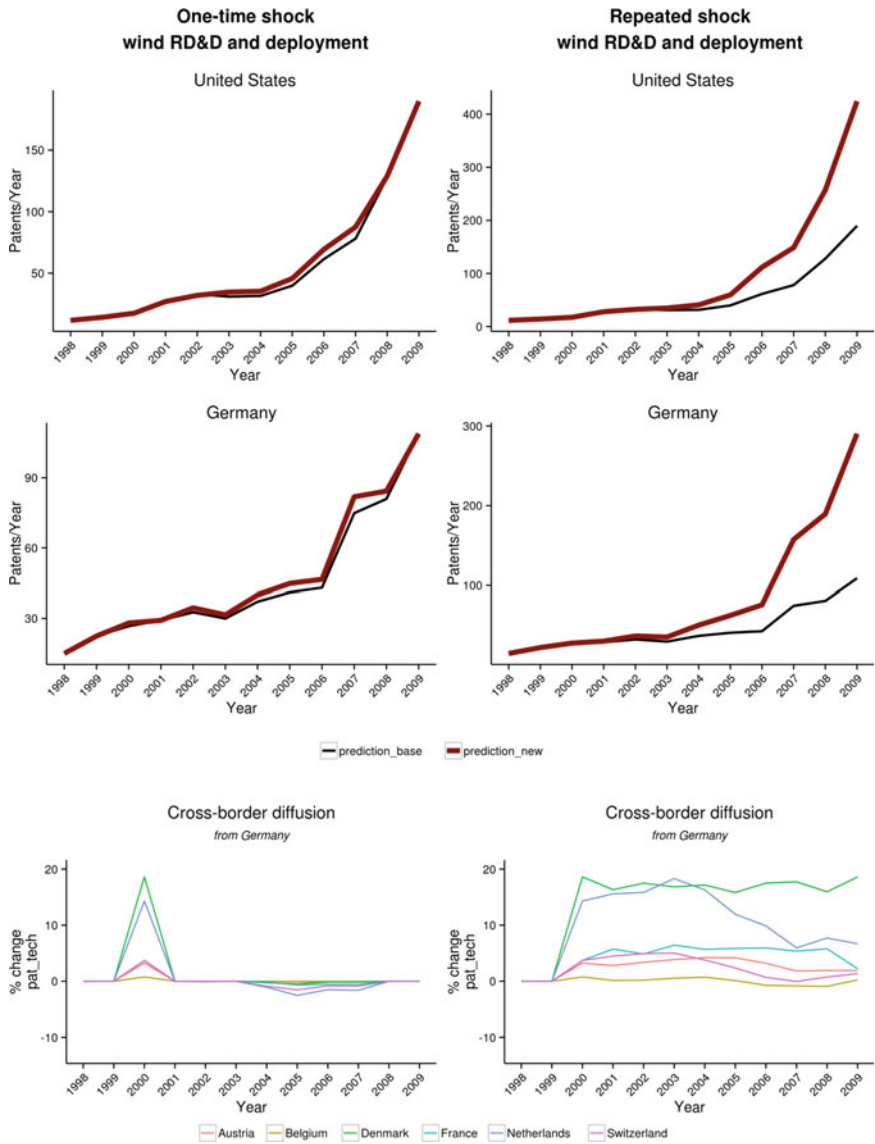 One-time shock
wind RD&D and deployment
Repeated shock
wind RD&D and deployment
United States
Patents/Year
150
100
50
1998 1999 2000 2001 2002 2003 2004 2005 2006 2007 2008 2009
Year
United States
Patents/Year
400
300
200
100
0
1998 1999 2000 2001 2002 2003 2004 2005 2006 2007 2008 2009
Year
Germany
Patents/Year
90
60
30
1998 1999 2000 2001 2002 2003 2004 2005 2006 2007 2008 2009
Year
Germany
Patents/Year
300
200
100
1998 1999 2000 2001 2002 2003 2004 2005 2006 2007 2008 2009
Year
prediction_base prediction_new
Cross-border diffusion
from Germany
% change
pat_tech
20
10
0
-10
1998 1999 2000 2001 2002 2003 2004 2005 2006 2007 2008 2009
Year
Cross-border diffusion
from Germany
% change
pat_tech
20
10
0
-10
1998 1999 2000 2001 2002 2003 2004 2005 2006 2007 2008 2009
Year
Austria Belgium Denmark France Netherlands Switzerland